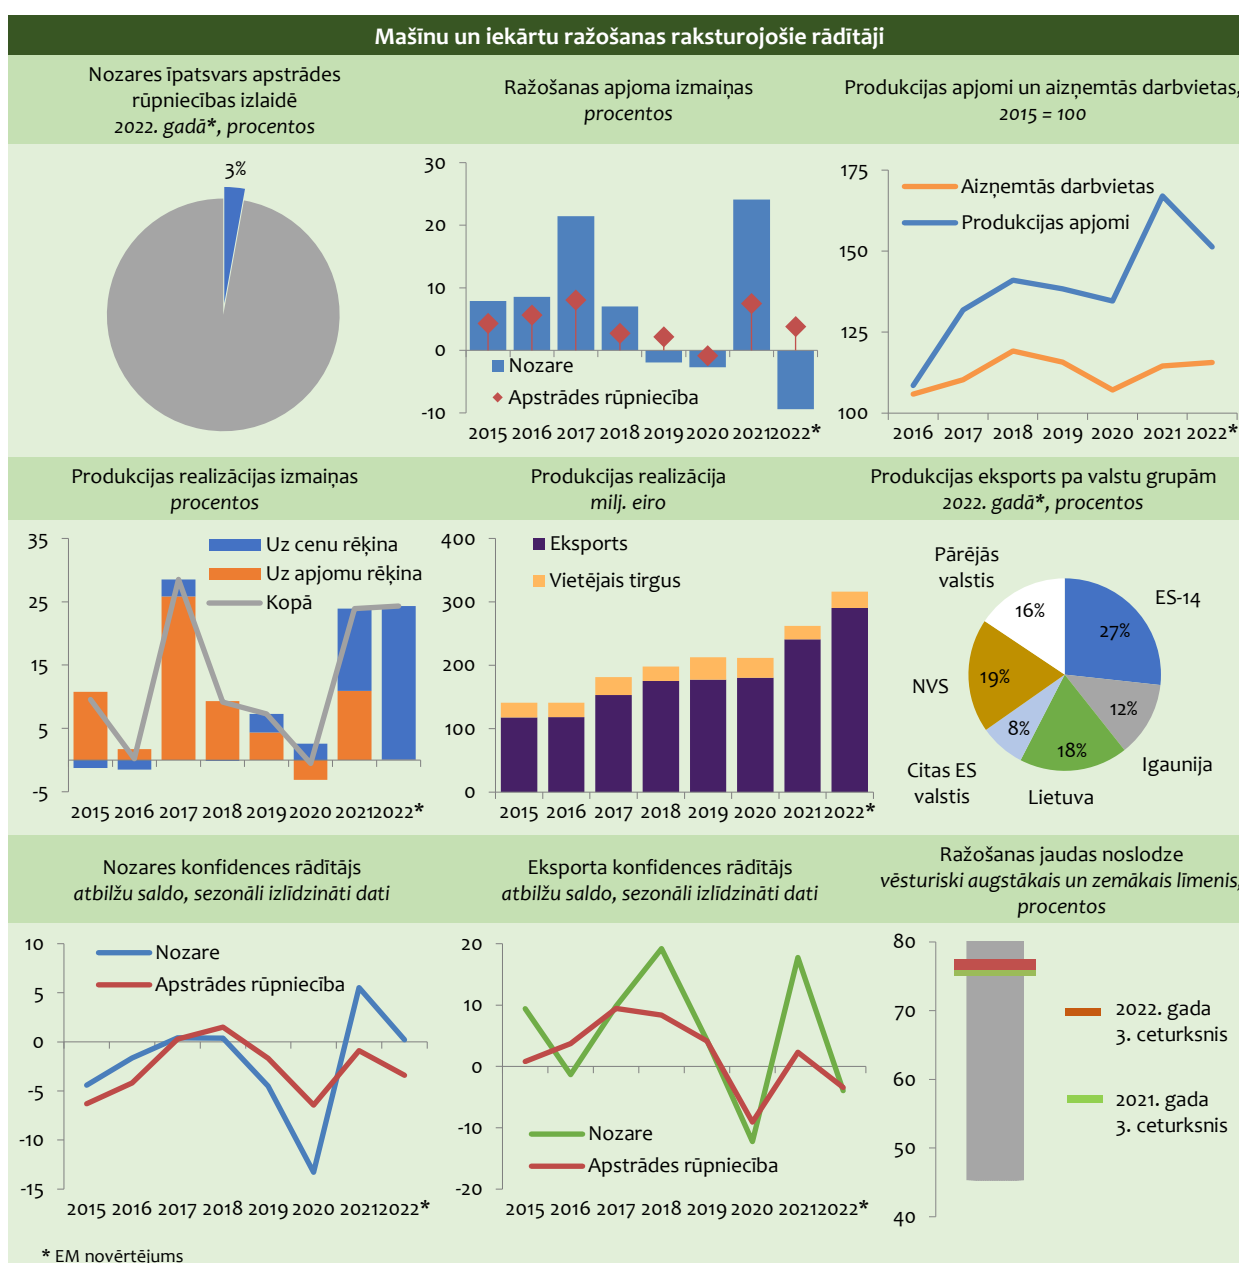 Mašīnu un iekārtu ražošanas raksturojošie rādītāji
Nozares īpatsvars apstrādes
rūpniecības izlaidē
2022. gadā*, procentos
3%
Ražošanas apjoma izmaiņas
procentos
30
20
10
0
-10
Nozare
Apstrādes rūpniecība
2015 2016 2017 2018 2019 2020 2021 2022*
Produkcijas apjomi un aizņemtās darbvietas,
2015 = 100
175
150
125
100
Aizņemtās darbvietas
Produkcijas apjomi
2016 2017 2018 2019 2020 2021 2022*
Produkcijas realizācijas izmaiņas
procentos
35
25
15
5
-5
Uz cenu rēķina
Uz apjomu rēķina
Kopā
2015 2016 2017 2018 2019 2020 2021 2022*
Produkcijas realizācija
milj. eiro
400
300
200
100
0
Eksports
Vietējais tirgus
2015 2016 2017 2018 2019 2020 2021 2022*
Produkcijas eksports pa valstu grupām
2022. gadā*, procentos
Pārējās
valstis
16%
ES-14
27%
NVS
19%
12%
Igaunija
8%
18%
Citas ES
valstis
Lietuva
Nozares konfidences rādītājs
atbilžu saldo, sezonāli izlīdzināti dati
10
5
0
-5
-10
-15
Nozare
Apstrādes rūpniecība
2015 2016 2017 2018 2019 2020 2021 2022*
Eksporta konfidences rādītājs
atbilžu saldo, sezonāli izlīdzināti dati
20
10
0
-10
-20
Nozare
Apstrādes rūpniecība
2015 2016 2017 2018 2019 2020 2021 2022*
Ražošanas jaudas noslodze
vēsturiski augstākais un zemākais līmenis,
procentos
80
70
60
50
40
2022. gada
3. ceturksnis
2021. gada
3. ceturksnis
* EM novērtējums